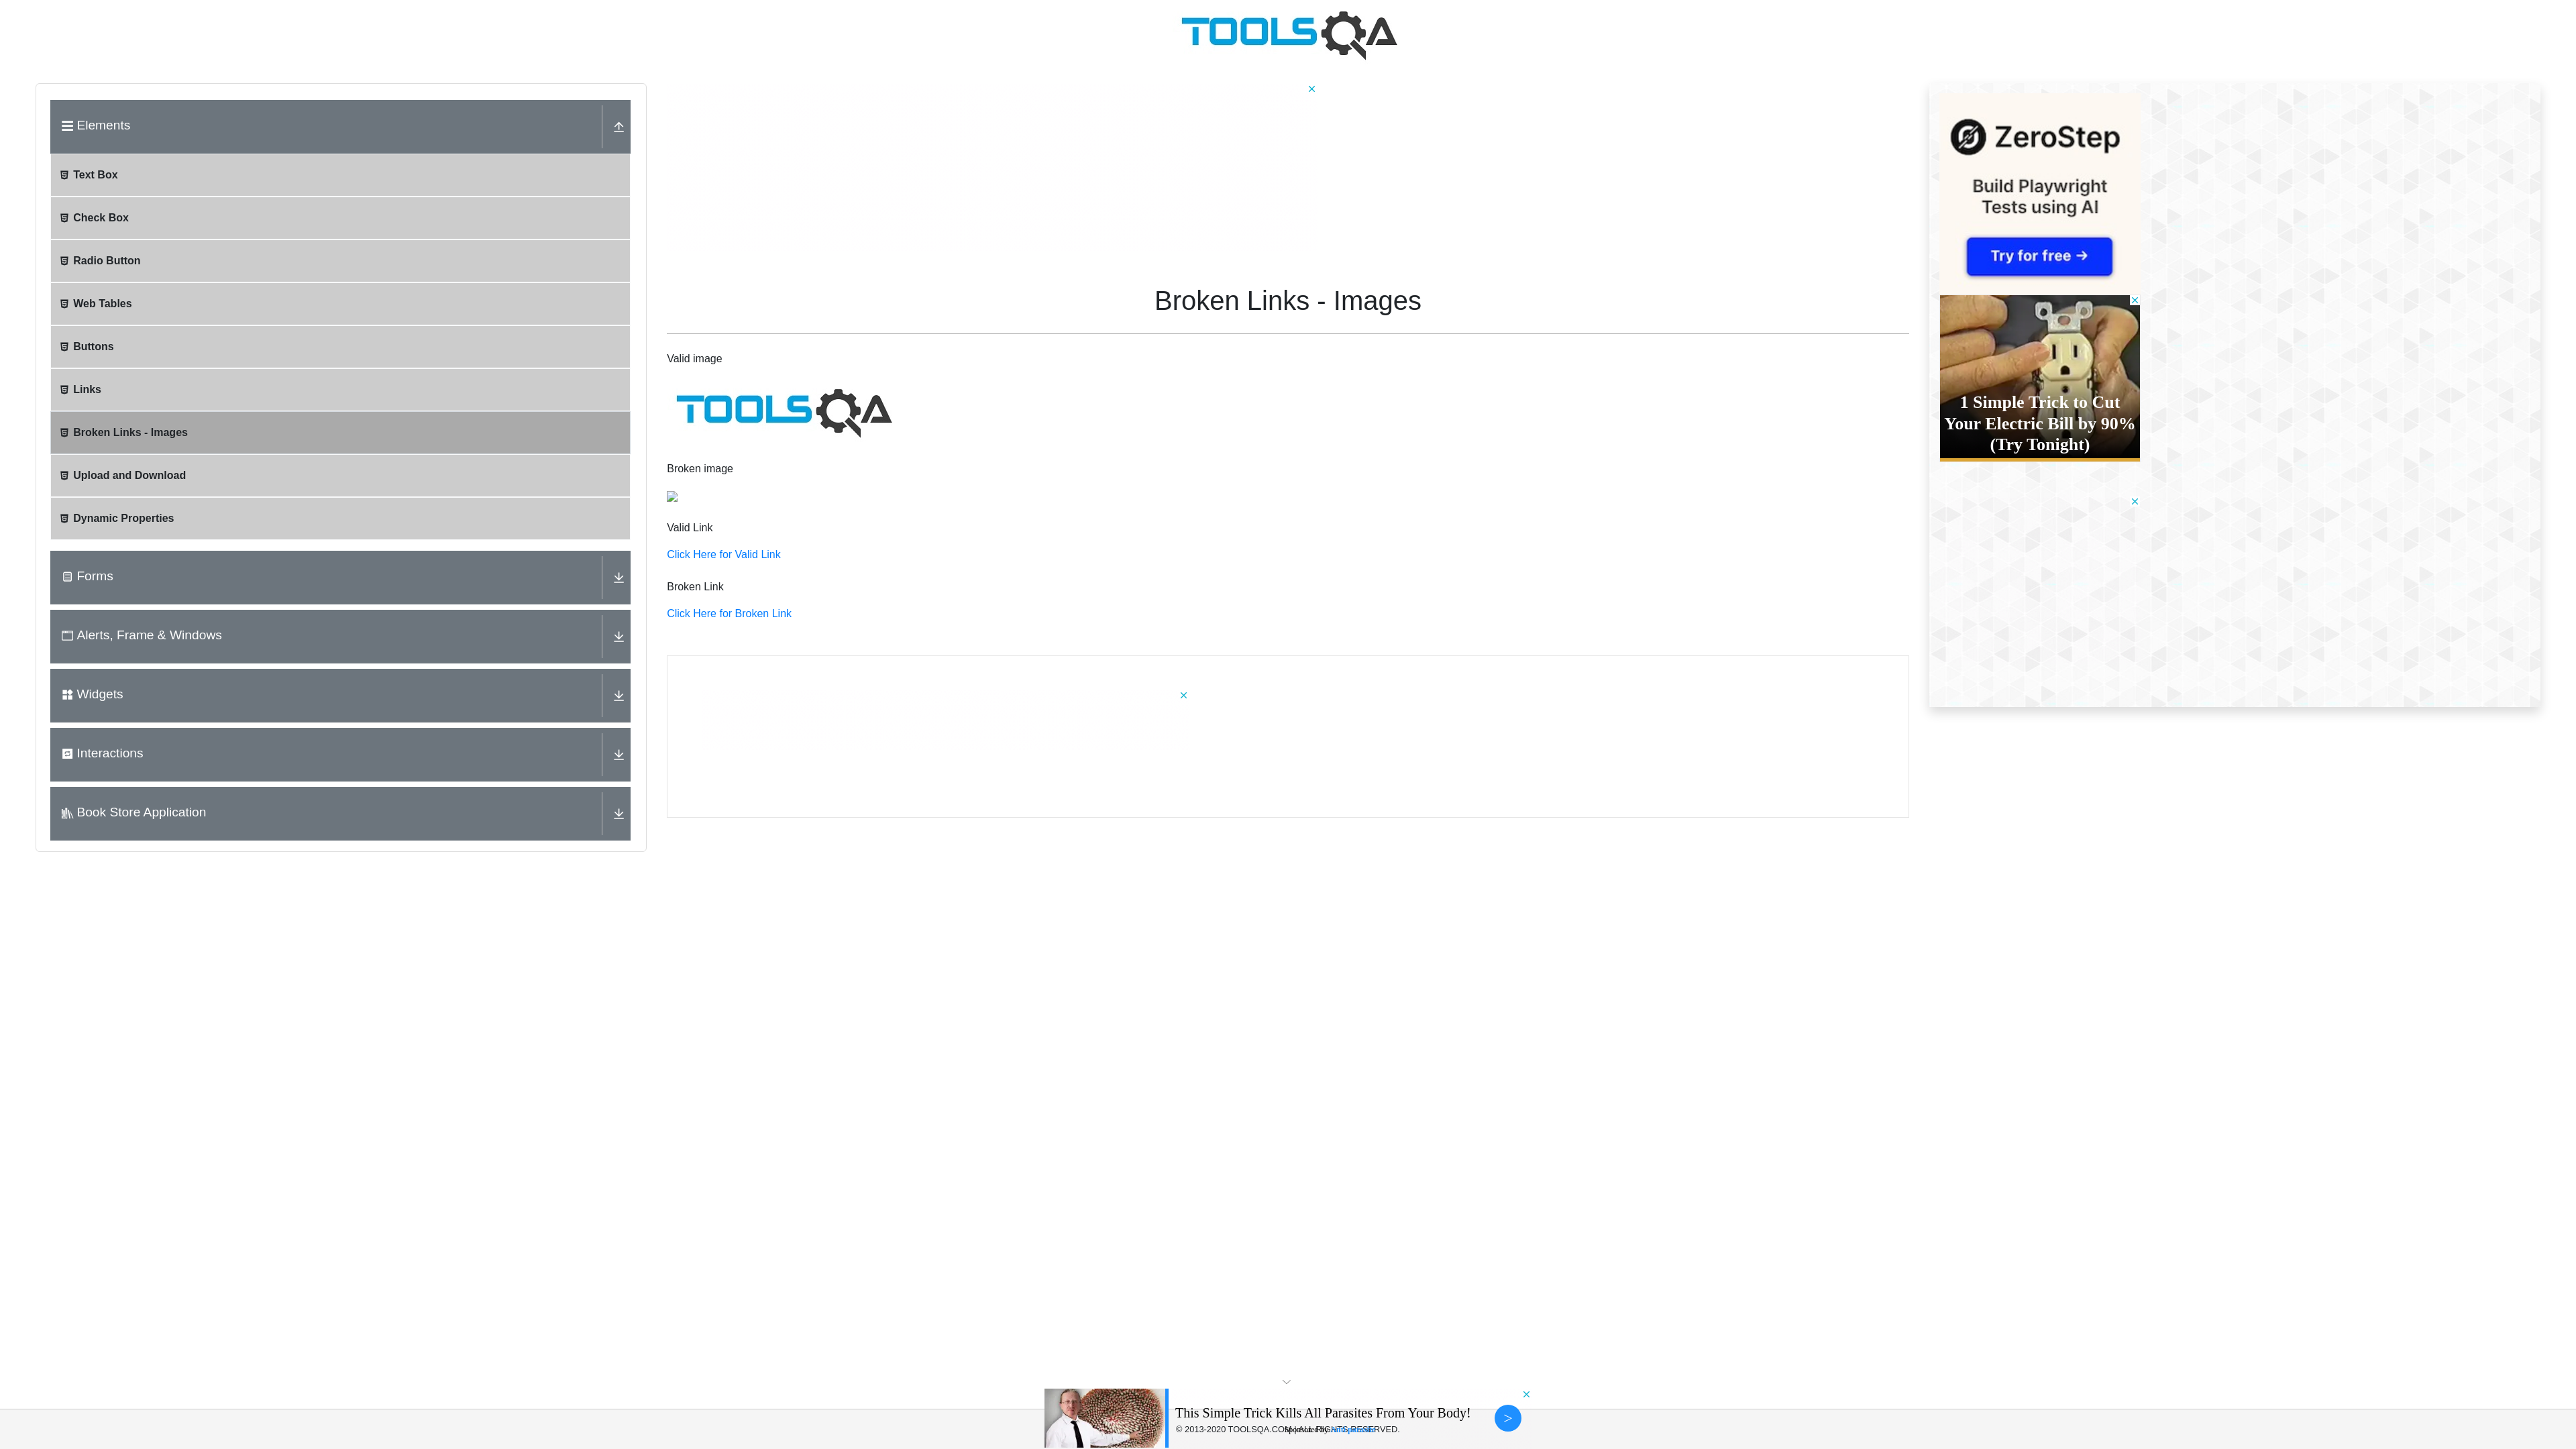 TOOLSQA
Elements
Text Box
Check Box
Radio Button
Web Tables
Buttons
Links
Broken Links - Images
Upload and Download
Dynamic Properties
Forms
Alerts, Frame & Windows
Widgets
Interactions
Book Store Application
Broken Links - Images
Valid image
TOOLSQA
Broken image
Valid Link
Click Here for Valid Link
Broken Link
Click Here for Broken Link
ZeroStep
Build Playwright
Tests using AI
Try for free →
1 Simple Trick to Cut
Your Electric Bill by 90%
(Try Tonight)
This Simple Trick Kills All Parasites From Your Body!
© 2013-2020 TOOLSQA.COM | ALL RIGHTS RESERVED.